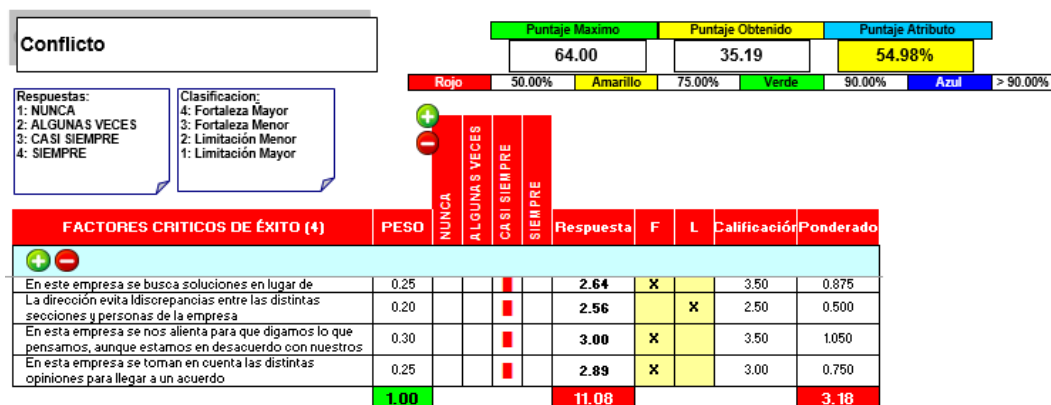 Conflicto
Puntaje Maximo Puntaje Obtenido Puntaje Atributo
64.00 35.19 54.98%
Rojo 50.00% Amarillo 75.00% Verde 90.00% Azul > 90.00%
Respuestas:
1: NUNCA
2: ALGUNAS VECES
3: CASI SIEMPRE
4: SIEMPRE
Clasificacion:
4: Fortaleza Mayor
3: Fortaleza Menor
2: Limitación Menor
1: Limitación Mayor
FACTORES CRITICOS DE ÉXITO (4) PESO NUNCA ALGUNAS VECES CASI SIEMPRE SIEMPRE Respuesta F L Calificación Ponderado
En este empresa se busca soluciones en lugar de 0.25 2.64 X 3.50 0.875
La dirección evita ldiscrepancias entre las distintas
secciones y personas de la empresa 0.20 2.56 X 2.50 0.500
En esta empresa se nos alienta para que digamos lo que
pensamos, aunque estamos en desacuerdo con nuestros 0.30 3.00 X 3.50 1.050
En esta empresa se toman en cuenta las distintas
opiniones para llegar a un acuerdo 0.25 2.89 X 3.00 0.750
1.00 11.08 3.18